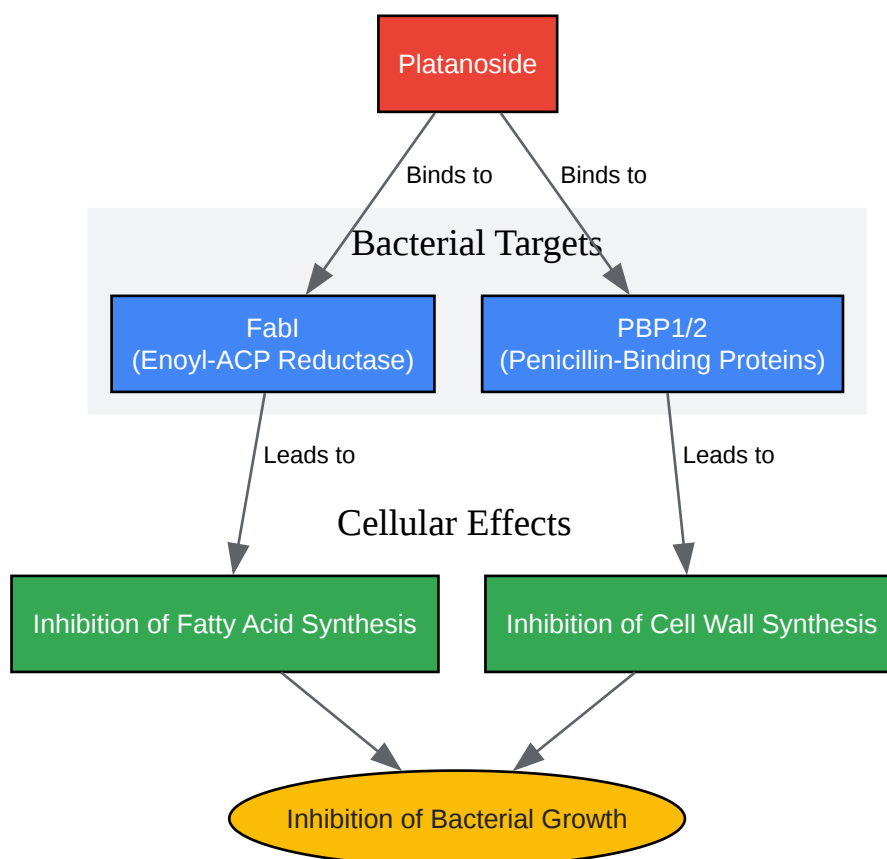 Platanoside
Binds to
Binds to
Bacterial Targets
FabI
(Enoyl-ACP Reductase)
PBP1/2
(Penicillin-Binding Proteins)
Leads to
Leads to
Cellular Effects
Inhibition of Fatty Acid Synthesis
Inhibition of Cell Wall Synthesis
Inhibition of Bacterial Growth